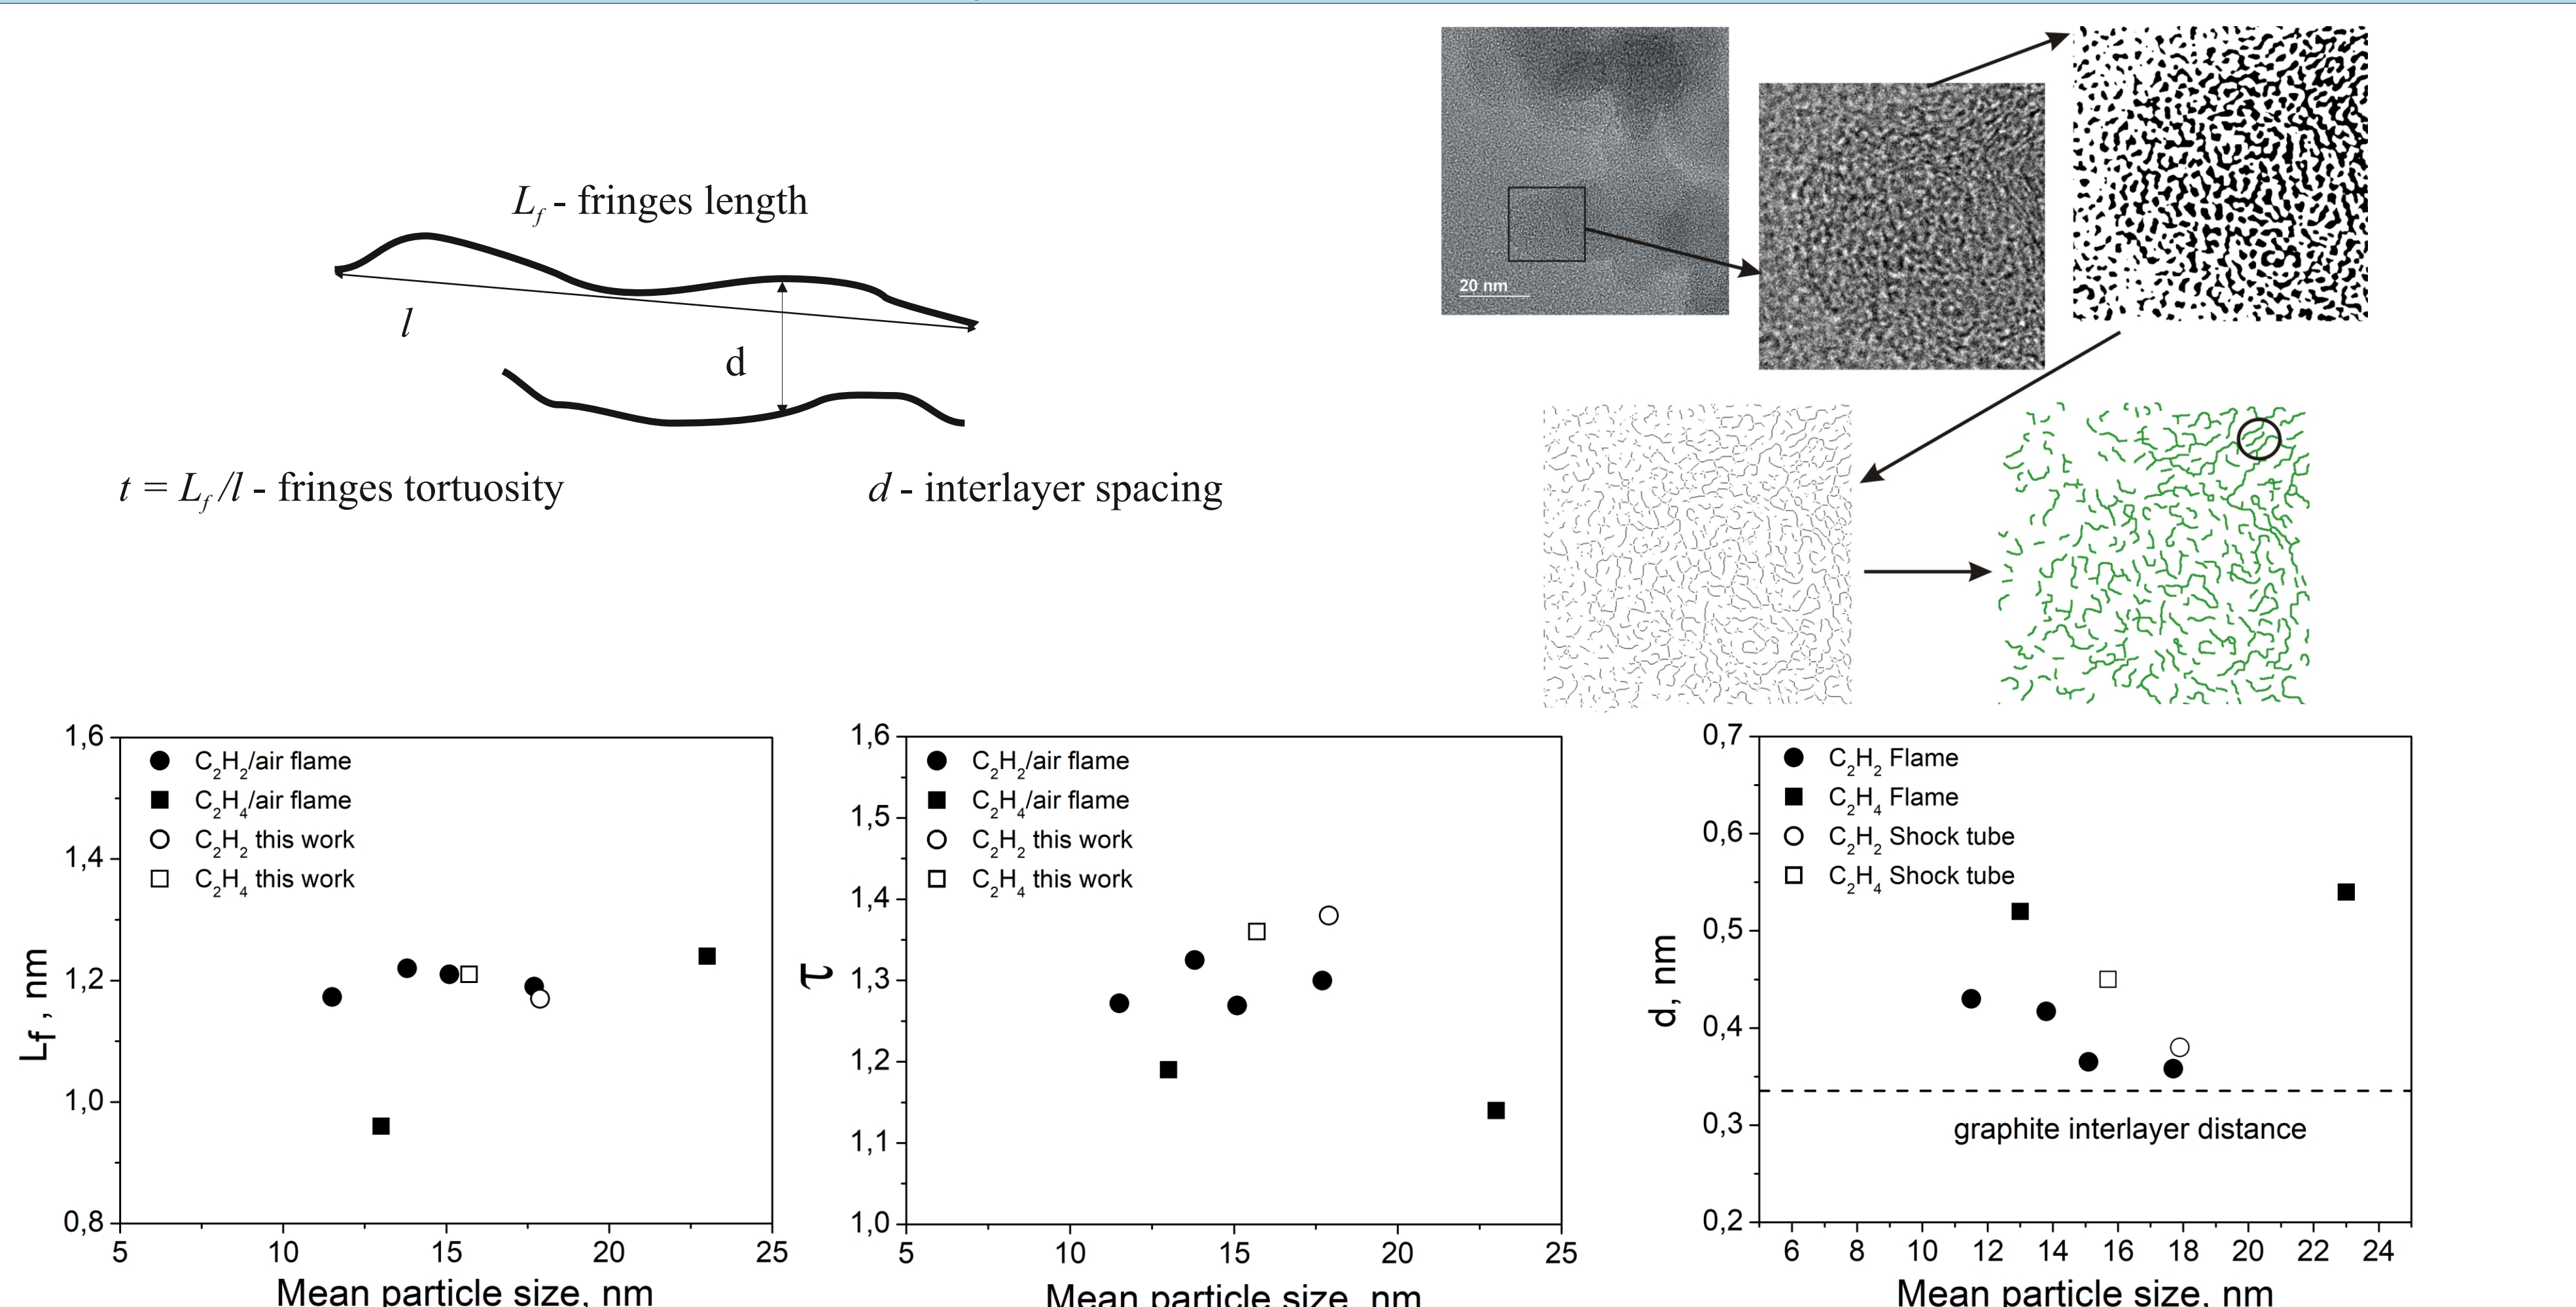 L_f - fringes length
l
d
t = L_f /l - fringes tortuosity
d - interlayer spacing
20 nm
1,6
1,4
1,2
1,0
0,8
L_f , nm
C2H2/air flame
C2H4/air flame
C2H2 this work
C2H4 this work
5 10 15 20 25
Mean particle size, nm
1,6
1,5
1,4
1,3
1,2
1,1
1,0
τ
C2H2/air flame
C2H4/air flame
C2H2 this work
C2H4 this work
5 10 15 20 25
Mean particle size, nm
0,7
0,6
0,5
0,4
0,3
0,2
d, nm
C2H2 Flame
C2H4 Flame
C2H2 Shock tube
C2H4 Shock tube
graphite interlayer distance
6 8 10 12 14 16 18 20 22 24
Mean particle size, nm